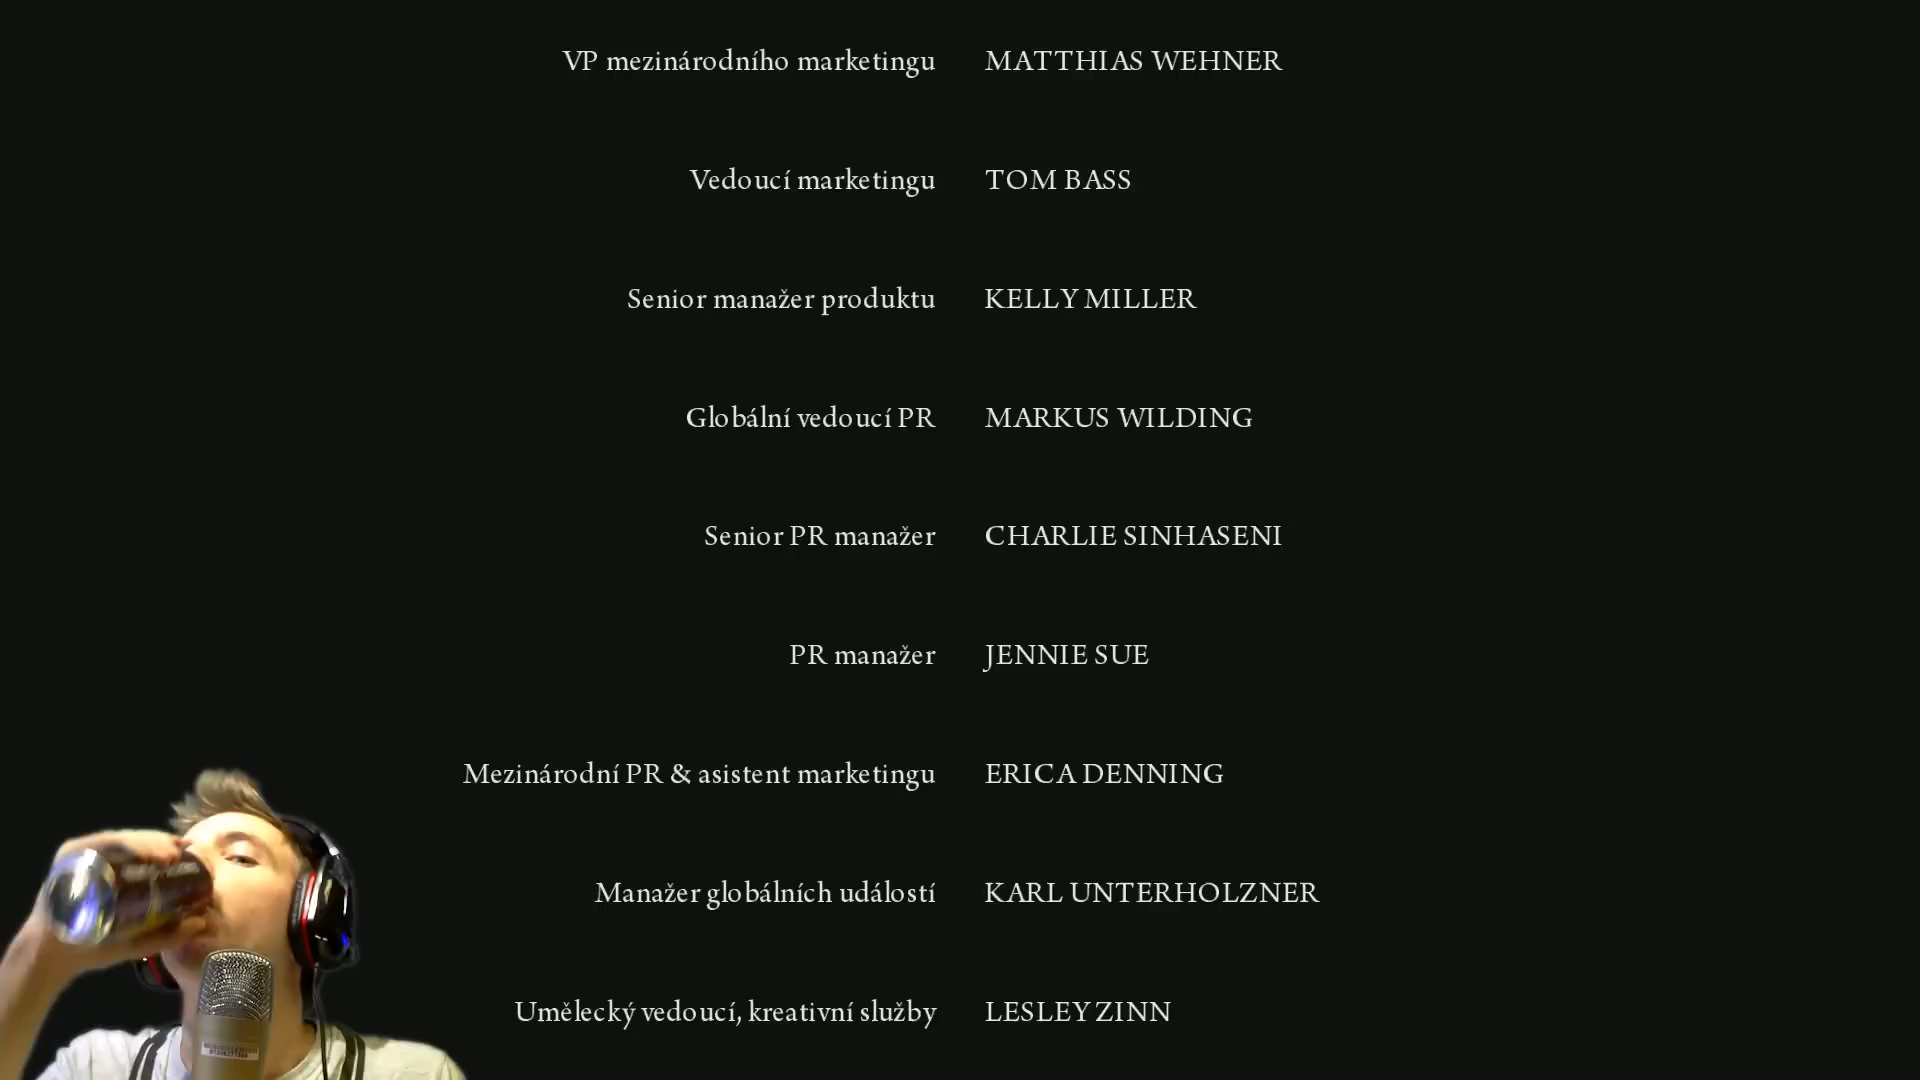 VP mezinárodního marketingu MATTHIAS WEHNER
Vedoucí marketingu TOM BASS
Senior manažer produktu KELLY MILLER
Globální vedoucí PR MARKUS WILDING
Senior PR manažer CHARLIE SINHASENI
PR manažer JENNIE SUE
Mezinárodní PR & asistent marketingu ERICA DENNING
Manažer globálních událostí KARL UNTERHOLZNER
Umělecký vedoucí, kreativní služby LESLEY ZINN